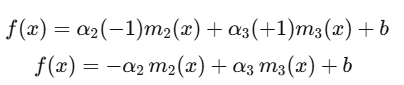 f(x) = α₂(−1)m₂(x) + α₃(+1)m₃(x) + b
f(x) = −α₂ m₂(x) + α₃ m₃(x) + b